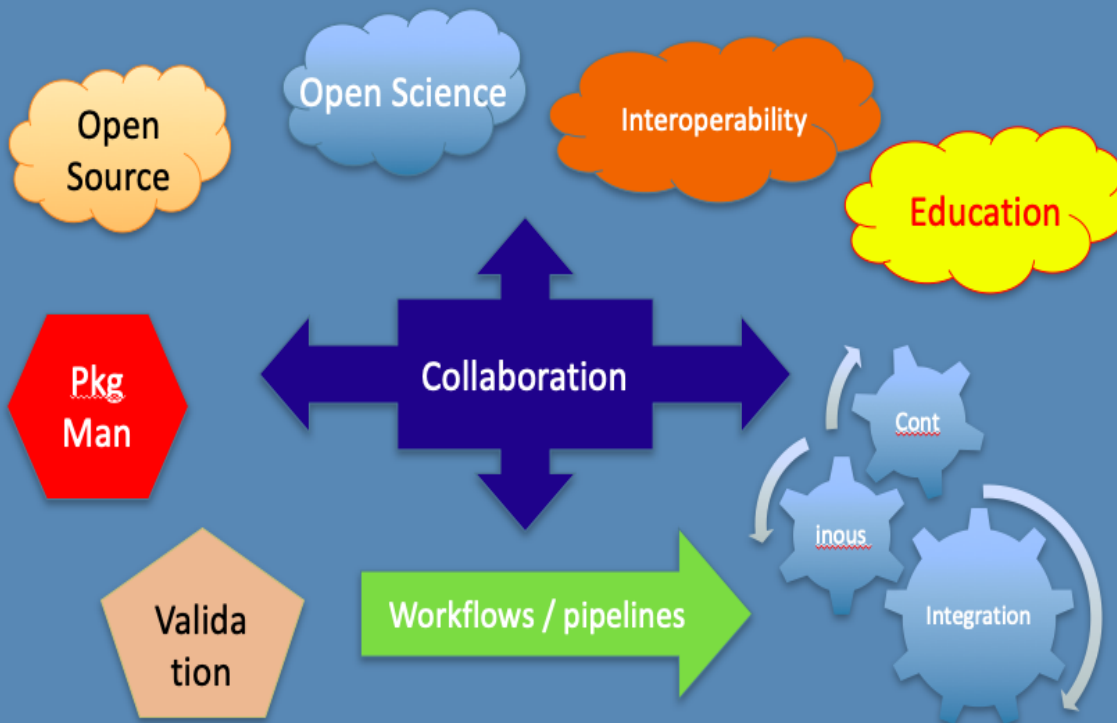 Open Science
Interoperability
Open
Source
Education
Pkg
Man
Collaboration
Cont
inous
Integration
Valida
tion
Workflows / pipelines